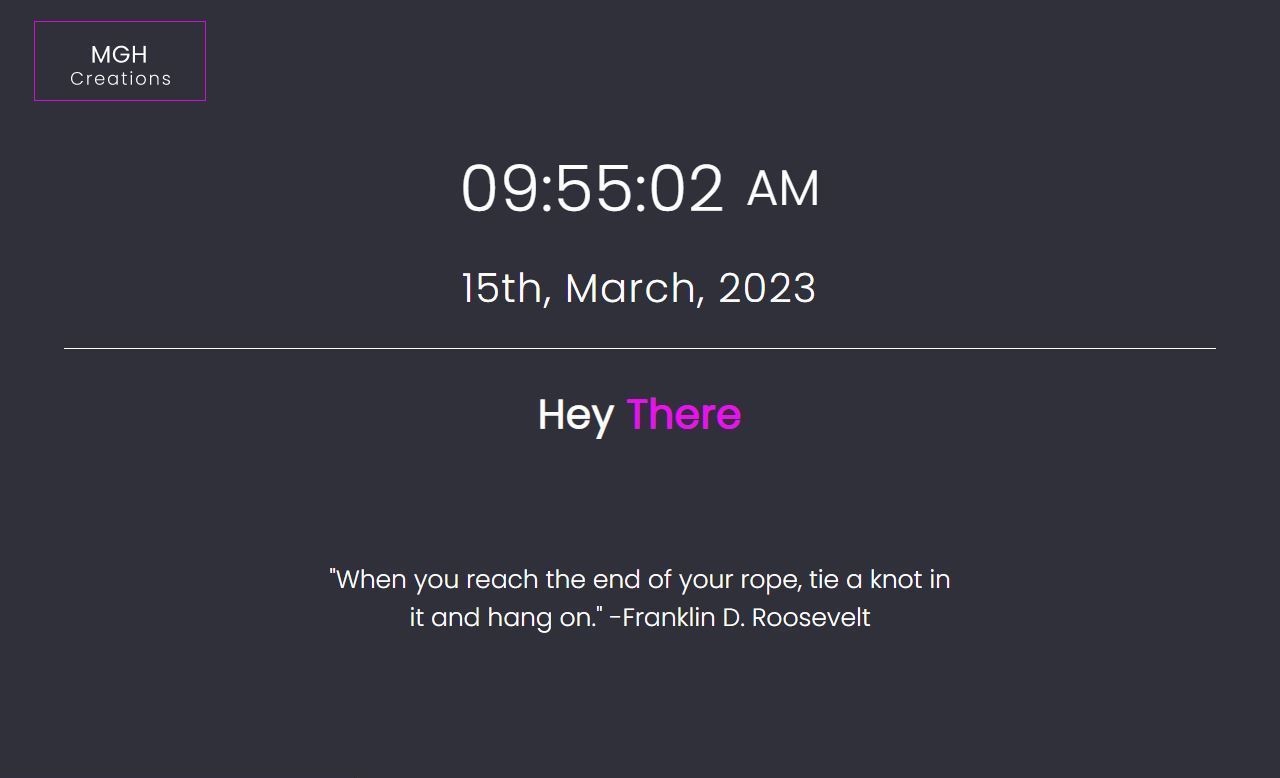 MGH
Creations
09:55:02 AM
15th, March, 2023
Hey There
"When you reach the end of your rope, tie a knot in
it and hang on." -Franklin D. Roosevelt